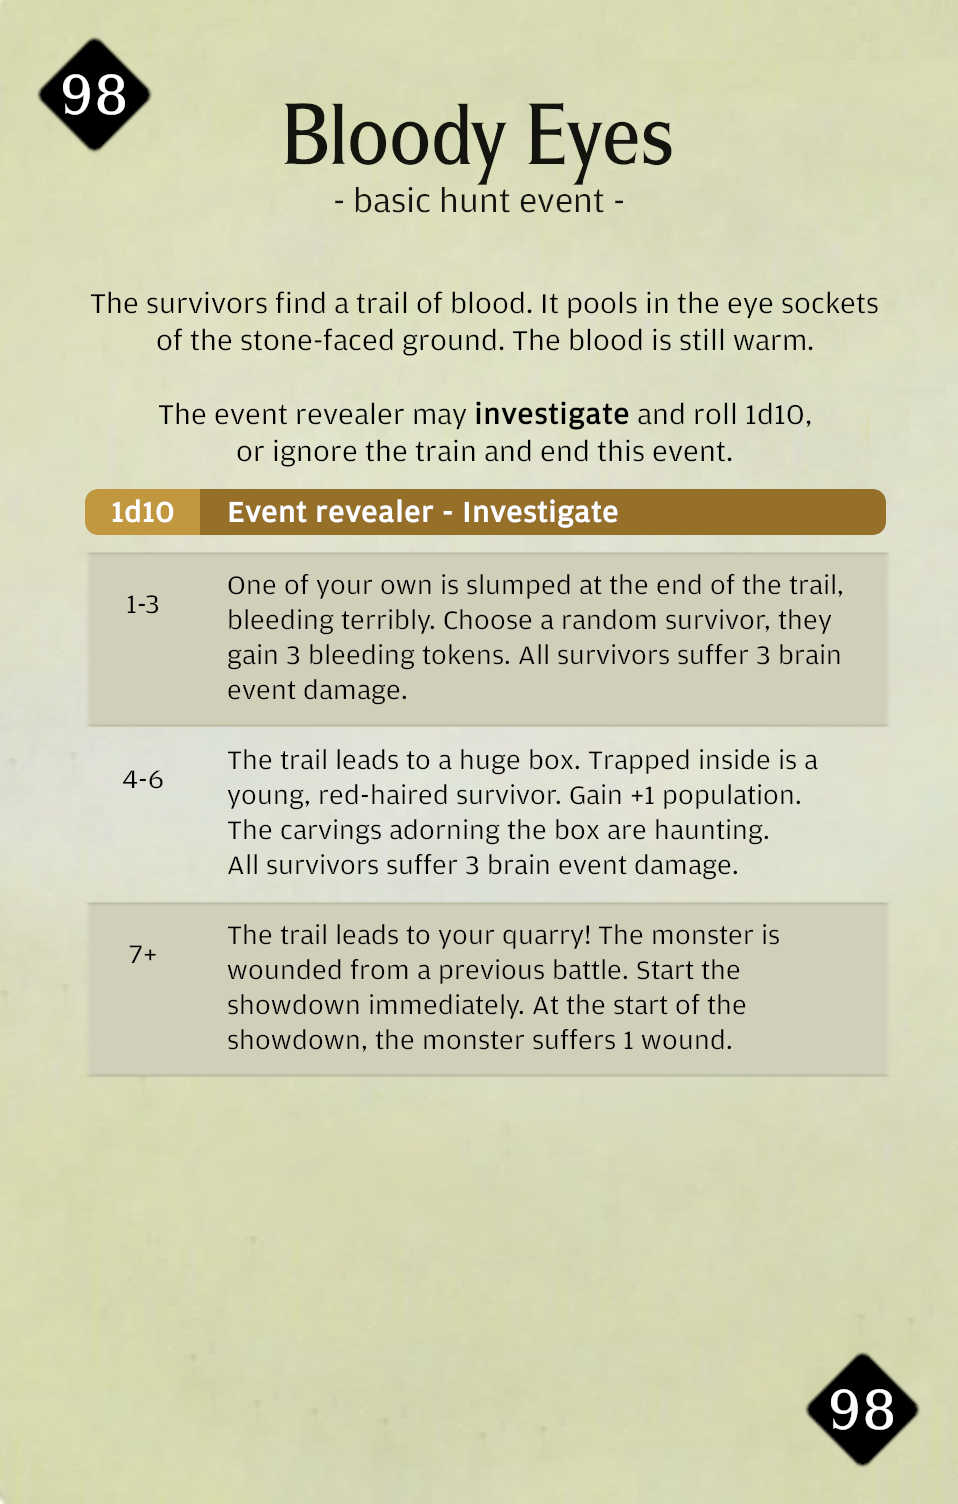 98
Bloody Eyes
- basic hunt event -
The survivors find a trail of blood. It pools in the eye sockets
of the stone-faced ground. The blood is still warm.
The event revealer may investigate and roll 1d10,
or ignore the train and end this event.
1d10 Event revealer - Investigate
1-3
One of your own is slumped at the end of the trail,
bleeding terribly. Choose a random survivor, they
gain 3 bleeding tokens. All survivors suffer 3 brain
event damage.
4-6
The trail leads to a huge box. Trapped inside is a
young, red-haired survivor. Gain +1 population.
The carvings adorning the box are haunting.
All survivors suffer 3 brain event damage.
7+
The trail leads to your quarry! The monster is
wounded from a previous battle. Start the
showdown immediately. At the start of the
showdown, the monster suffers 1 wound.
98